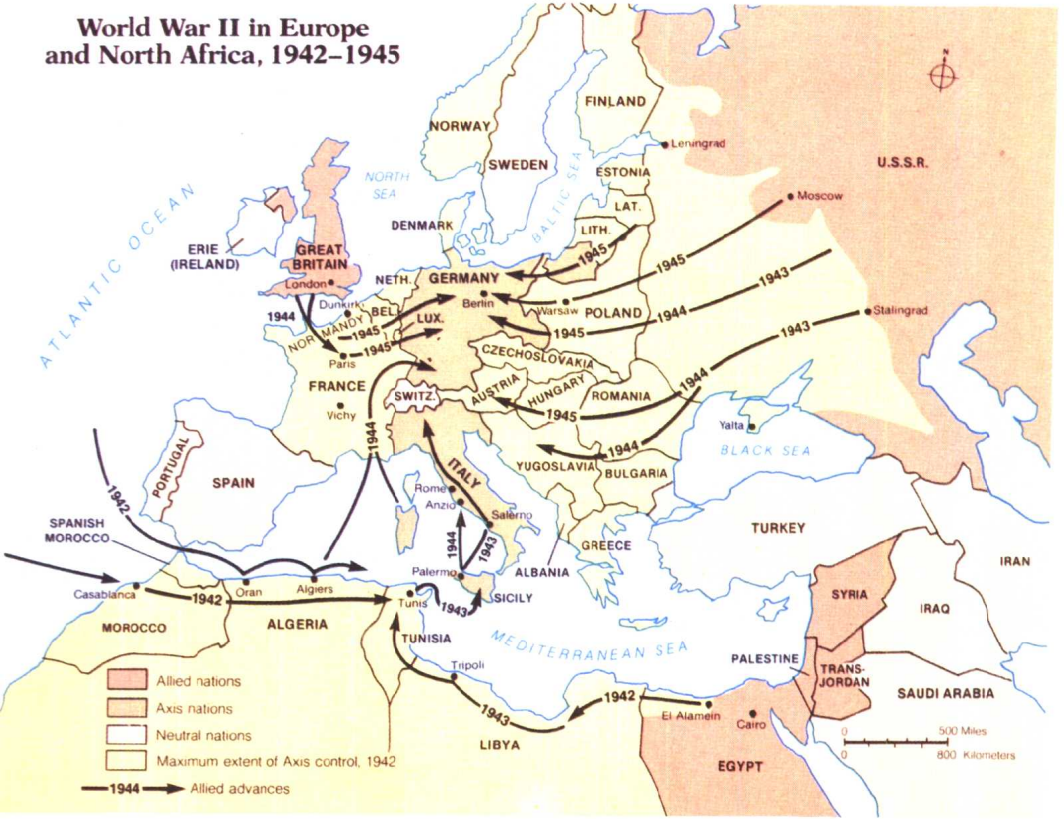 World War II in Europe
and North Africa, 1942–1945
N
FINLAND
NORWAY
SWEDEN
Leningrad
U.S.S.R.
NORTH
SEA
BALTIC SEA
ESTONIA
Moscow
LAT.
ATLANTIC OCEAN
DENMARK
LITH.
ERIE
(IRELAND)
GREAT
BRITAIN
London
1945
1945
1943
NETH.
GERMANY
Berlin
Dunkirk
BEL.
Warsaw
POLAND
1944
Stalingrad
1944
NORMANDY
LUX.
1945
1945
1945
1943
Paris
CZECHOSLOVAKIA
FRANCE
SWITZ.
AUSTRIA
HUNGARY
ROMANIA
1944
Vichy
1945
Yalta
1944
1944
BLACK SEA
PORTUGAL
SPAIN
ITALY
YUGOSLAVIA
BULGARIA
Rome
Anzio
Salerno
1942
SPANISH
MOROCCO
TURKEY
1944
1943
GREECE
ALBANIA
IRAN
Palermo
SICILY
Casablanca
1942
Oran
Algiers
Tunis
1943
SYRIA
IRAQ
MOROCCO
ALGERIA
TUNISIA
MEDITERRANEAN SEA
PALESTINE
TRANS-
JORDAN
Tripoli
SAUDI ARABIA
1942
El Alamein
Cairo
1943
LIBYA
EGYPT
0 500 Miles
0 800 Kilometers
Allied nations
Axis nations
Neutral nations
Maximum extent of Axis control, 1942
1944 Allied advances